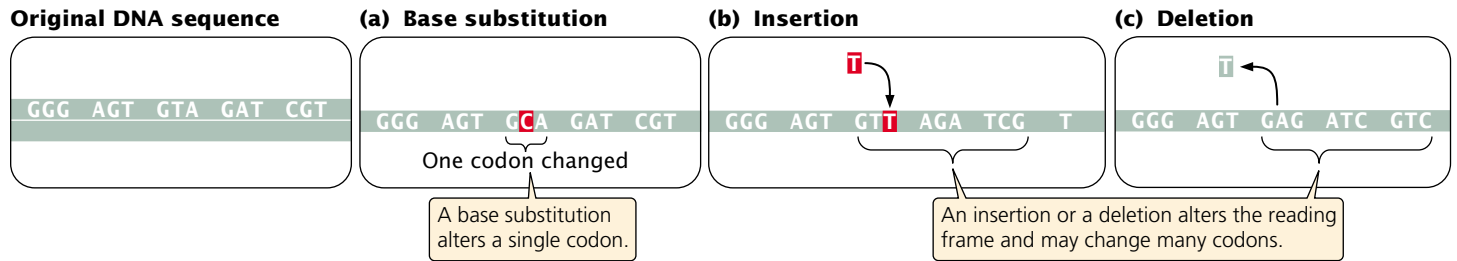 Original DNA sequence
GGG AGT GTA GAT CGT
(a) Base substitution
GGG AGT GCA GAT CGT
One codon changed
A base substitution
alters a single codon.
(b) Insertion
T
GGG AGT GTT AGA TCG T
(c) Deletion
T
GGG AGT GAG ATC GTC
An insertion or a deletion alters the reading
frame and may change many codons.